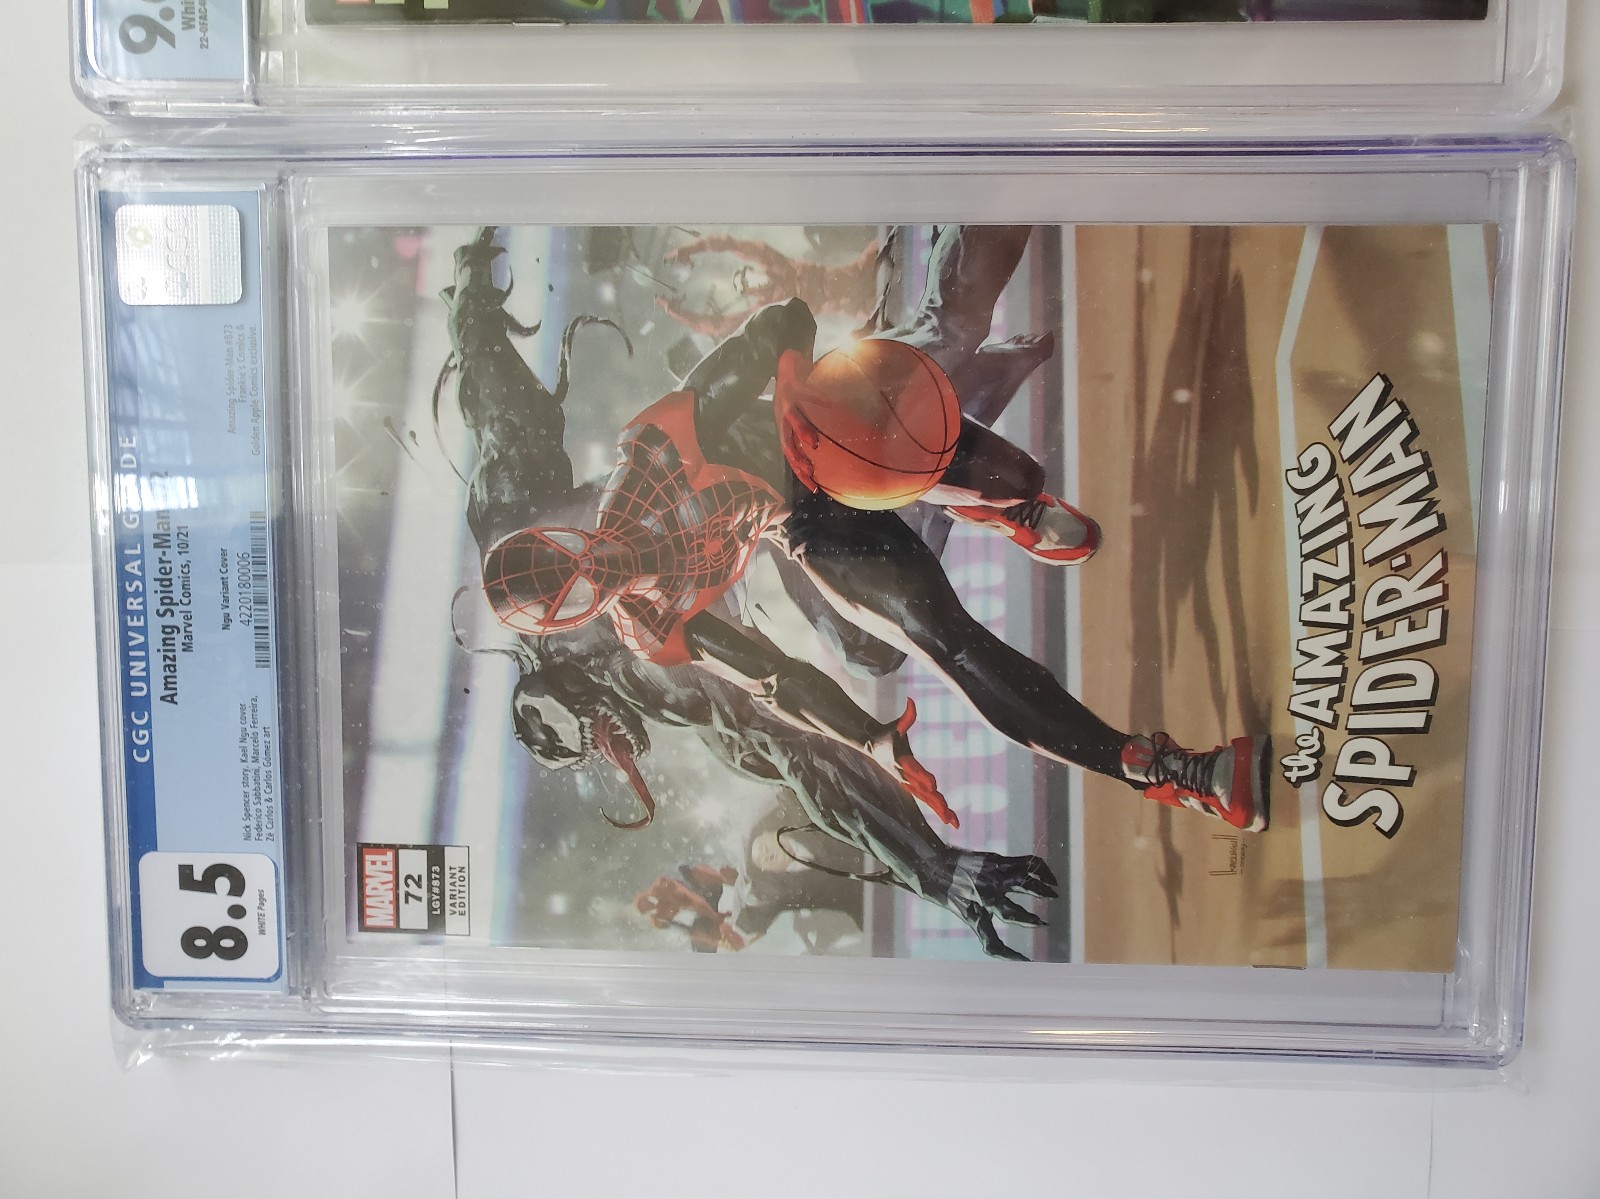 CGC UNIVERSAL GRADE
8.5
WHITE Pages
Amazing Spider-Man
Marvel Comics, 10/21
Ngu Variant Cover
4220180006
Nick Spencer story, Kael Ngu cover
Federico Sabbatini, Marcelo Ferreira,
Zé Carlos & Carlos Gómez art
Amazing Spider-Man #873
Frankie's Comics &
Golden Apple Comics exclusive.
CGC
MARVEL
72
LGY#873
VARIANT
EDITION
the AMAZING
SPIDER-MAN